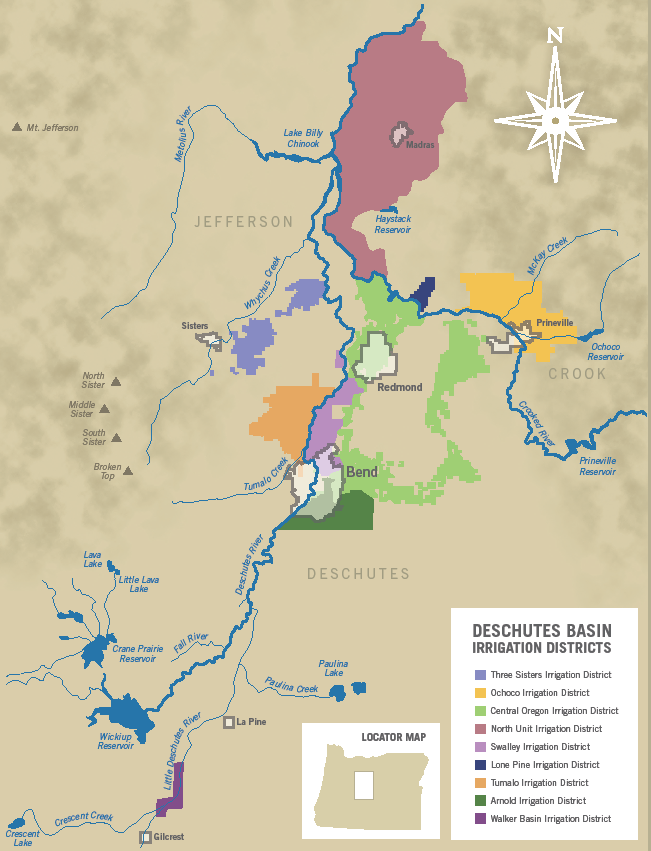 N
Mt. Jefferson
Metolius River
Lake Billy
Chinook
Madras
JEFFERSON
Haystack
Reservoir
McKay Creek
Whychus Creek
Sisters
Prineville
Ochoco
Reservoir
CROOK
North
Sister
Middle
Sister
South
Sister
Broken
Top
Redmond
Crooked River
Prineville
Reservoir
Tumalo Creek
Bend
Deschutes River
DESCHUTES
Lava
Lake
Little Lava
Lake
Crane Prairie
Reservoir
Fall River
Paulina
Lake
Paulina Creek
Wickiup
Reservoir
La Pine
Little Deschutes River
Crescent Creek
Crescent
Lake
Gilcrest
LOCATOR MAP
DESCHUTES BASIN
IRRIGATION DISTRICTS
Three Sisters Irrigation District
Ochoco Irrigation District
Central Oregon Irrigation District
North Unit Irrigation District
Swalley Irrigation District
Lone Pine Irrigation District
Tumalo Irrigation District
Arnold Irrigation District
Walker Basin Irrigation District